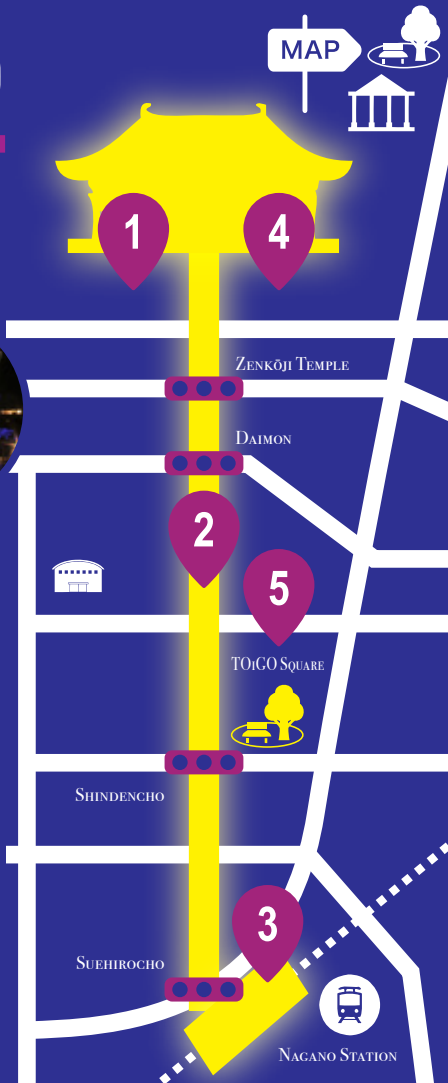 MAP
1
4
ZENKŌJI TEMPLE
DAIMON
2
5
TOiGO SQUARE
SHINDENCHO
3
SUEHIROCHO
NAGANO STATION